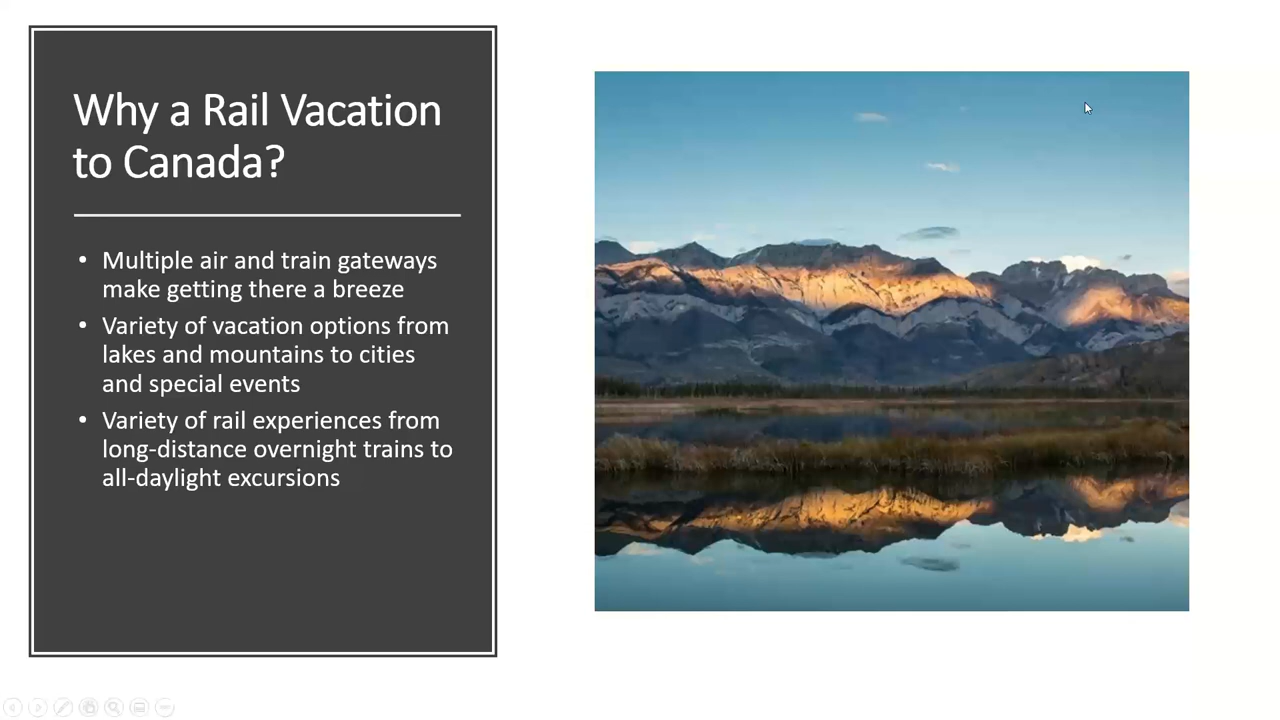 Why a Rail Vacation
to Canada?
• Multiple air and train gateways
make getting there a breeze
• Variety of vacation options from
lakes and mountains to cities
and special events
• Variety of rail experiences from
long-distance overnight trains to
all-daylight excursions